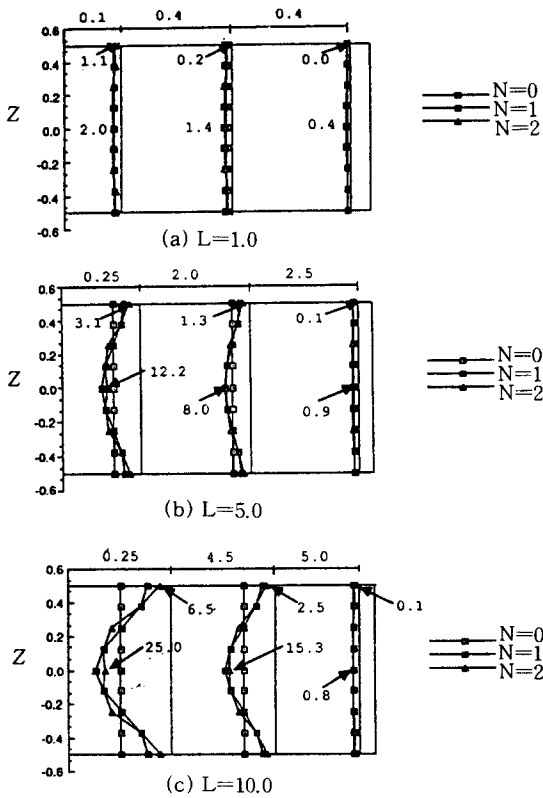 0.1 0.4 0.4
0.6
0.4
0.2
Z 0.0
-0.2
-0.4
-0.6
1.1 0.2 0.0
2.0 1.4 0.4
N=0
N=1
N=2
(a) L=1.0
0.25 2.0 2.5
0.6
0.4
0.2
Z 0.0
-0.2
-0.4
-0.6
3.1 1.3 0.1
12.2 8.0 0.9
N=0
N=1
N=2
(b) L=5.0
0.25 4.5 5.0
0.6
0.4
0.2
Z 0.0
-0.2
-0.4
-0.6
6.5 2.5 0.1
25.0 15.3 0.8
N=0
N=1
N=2
(c) L=10.0